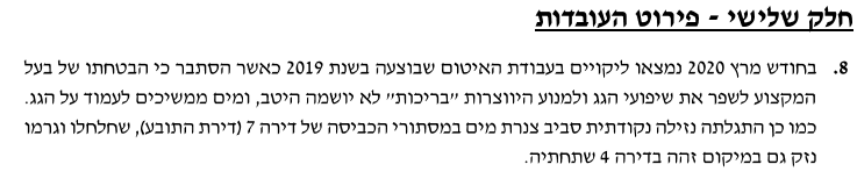 חלק שלישי - פירוט העובדות
8. בחודש מרץ 2020 נמצאו ליקויים בעבודת האיטום שבוצעה בשנת 2019 כאשר הסתבר כי הבטחתו של בעל
המקצוע לשפר את שיפועי הגג ולמנוע היווצרות "בריכות" לא יושמה היטב, ומים ממשיכים לעמוד על הגג.
כמו כן התגלתה נזילה נקודתית סביב צנרת מים במסתורי הכביסה של דירה 7 (דירת התובע), שחלחלו וגרמו
נזק גם במיקום זהה בדירה 4 שתחתיה.